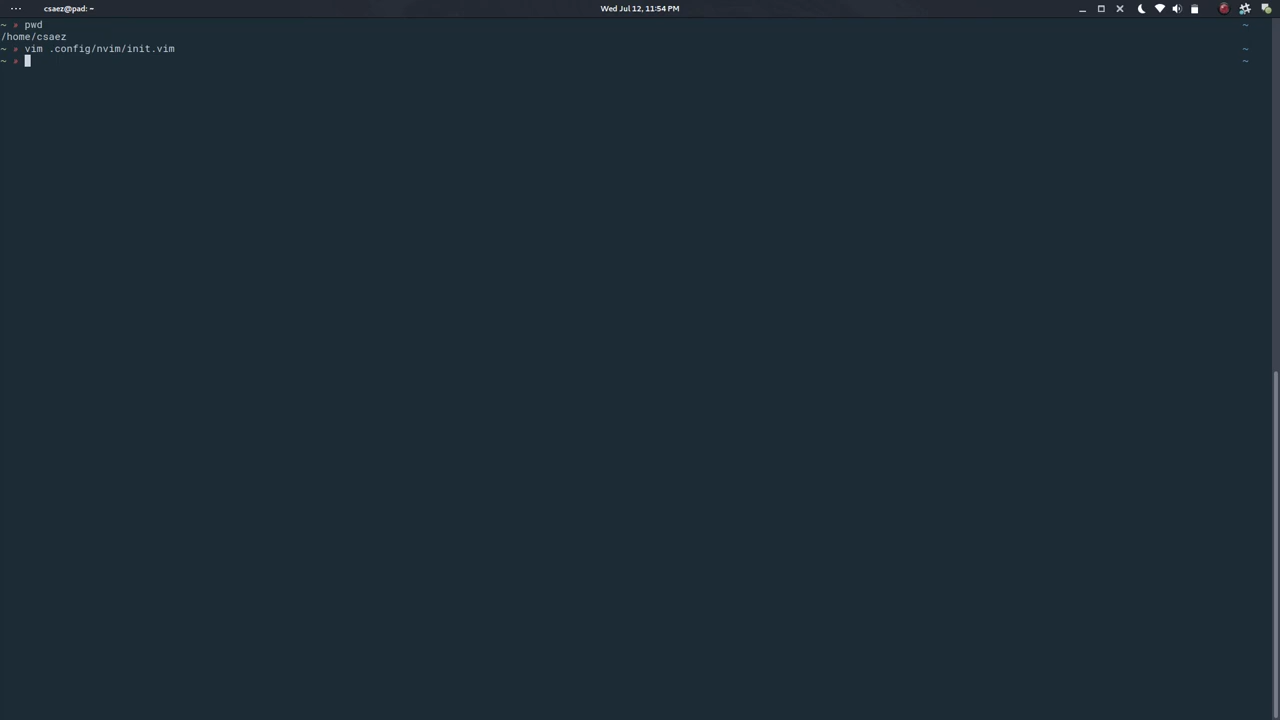 ··· csaez@pad: ~ Wed Jul 12, 11:54 PM
~ » pwd ~
/home/csaez
~ » vim .config/nvim/init.vim ~
~ » ~